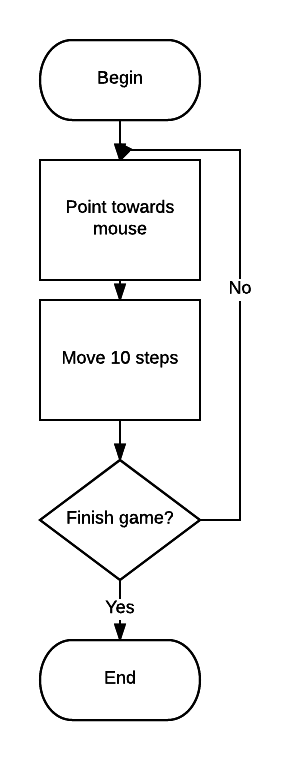 Begin
Point towards
mouse
No
Move 10 steps
Finish game?
Yes
End